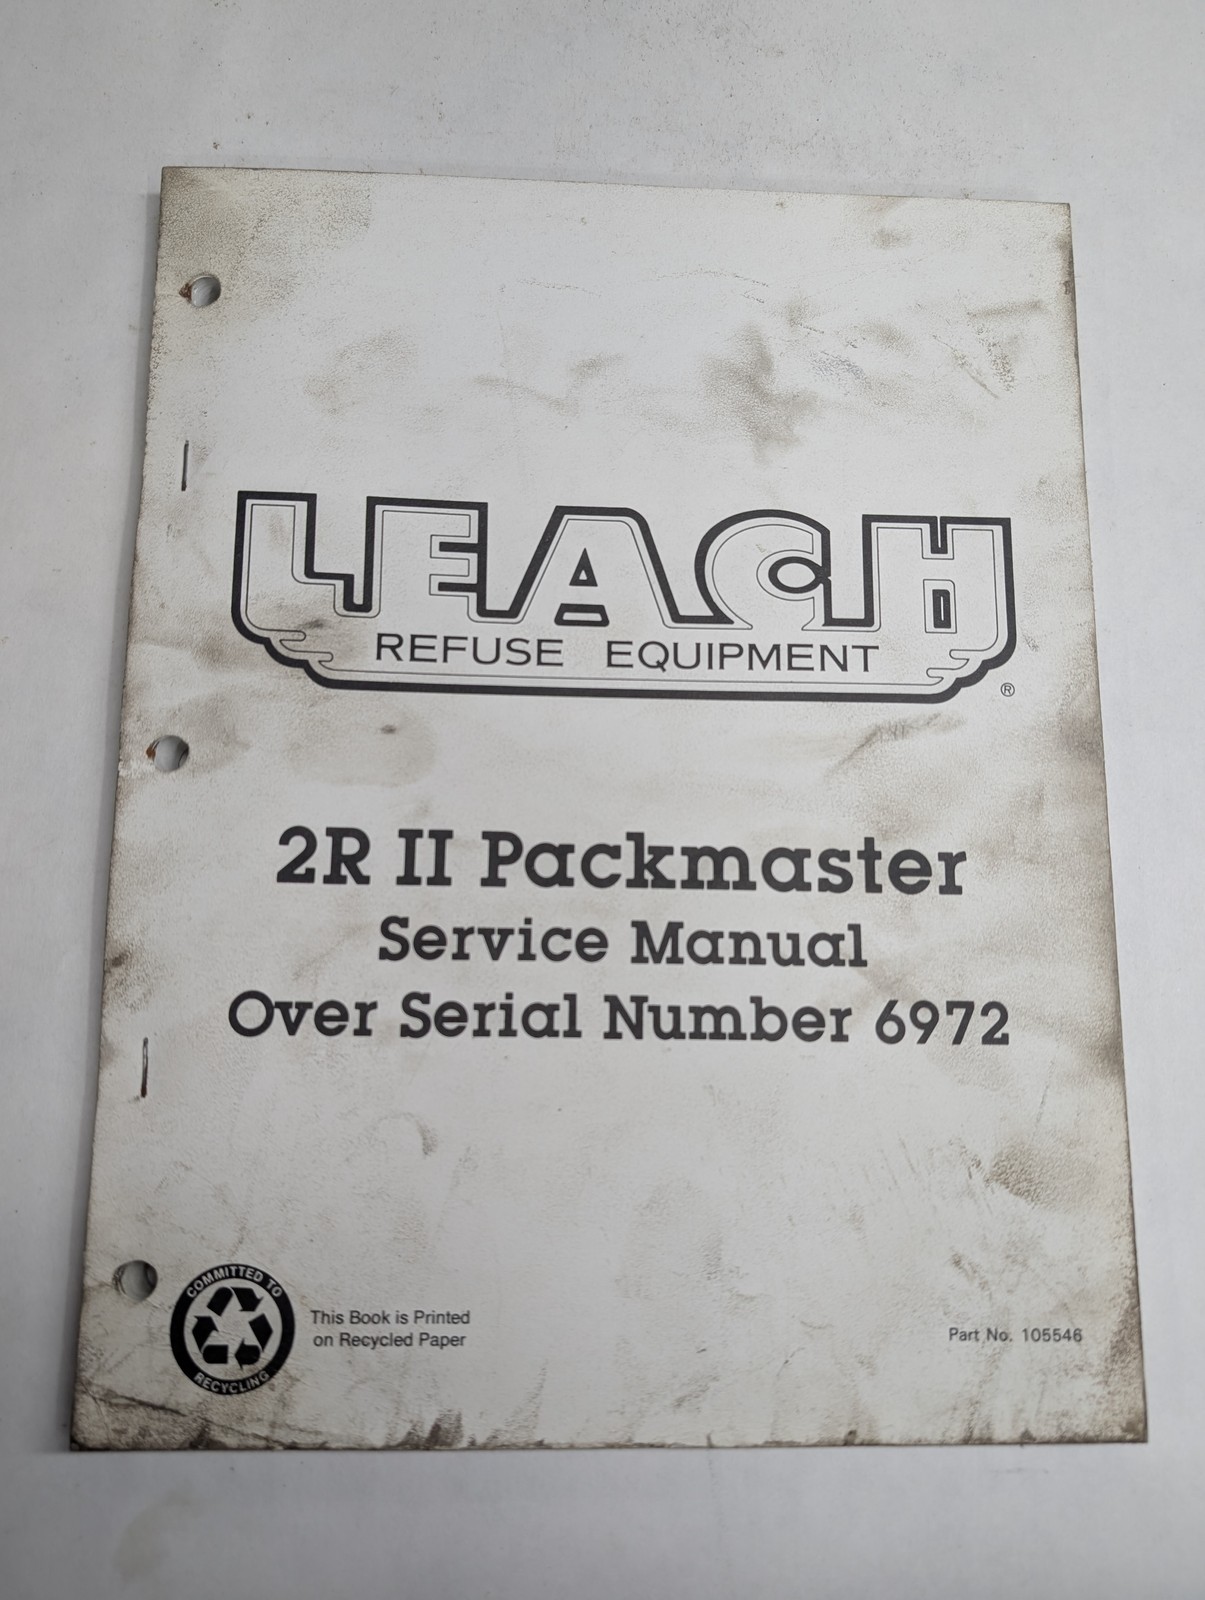 LEACH
REFUSE EQUIPMENT
®
2R II Packmaster
Service Manual
Over Serial Number 6972
COMMITTED TO
RECYCLING
This Book is Printed
on Recycled Paper
Part No. 105546